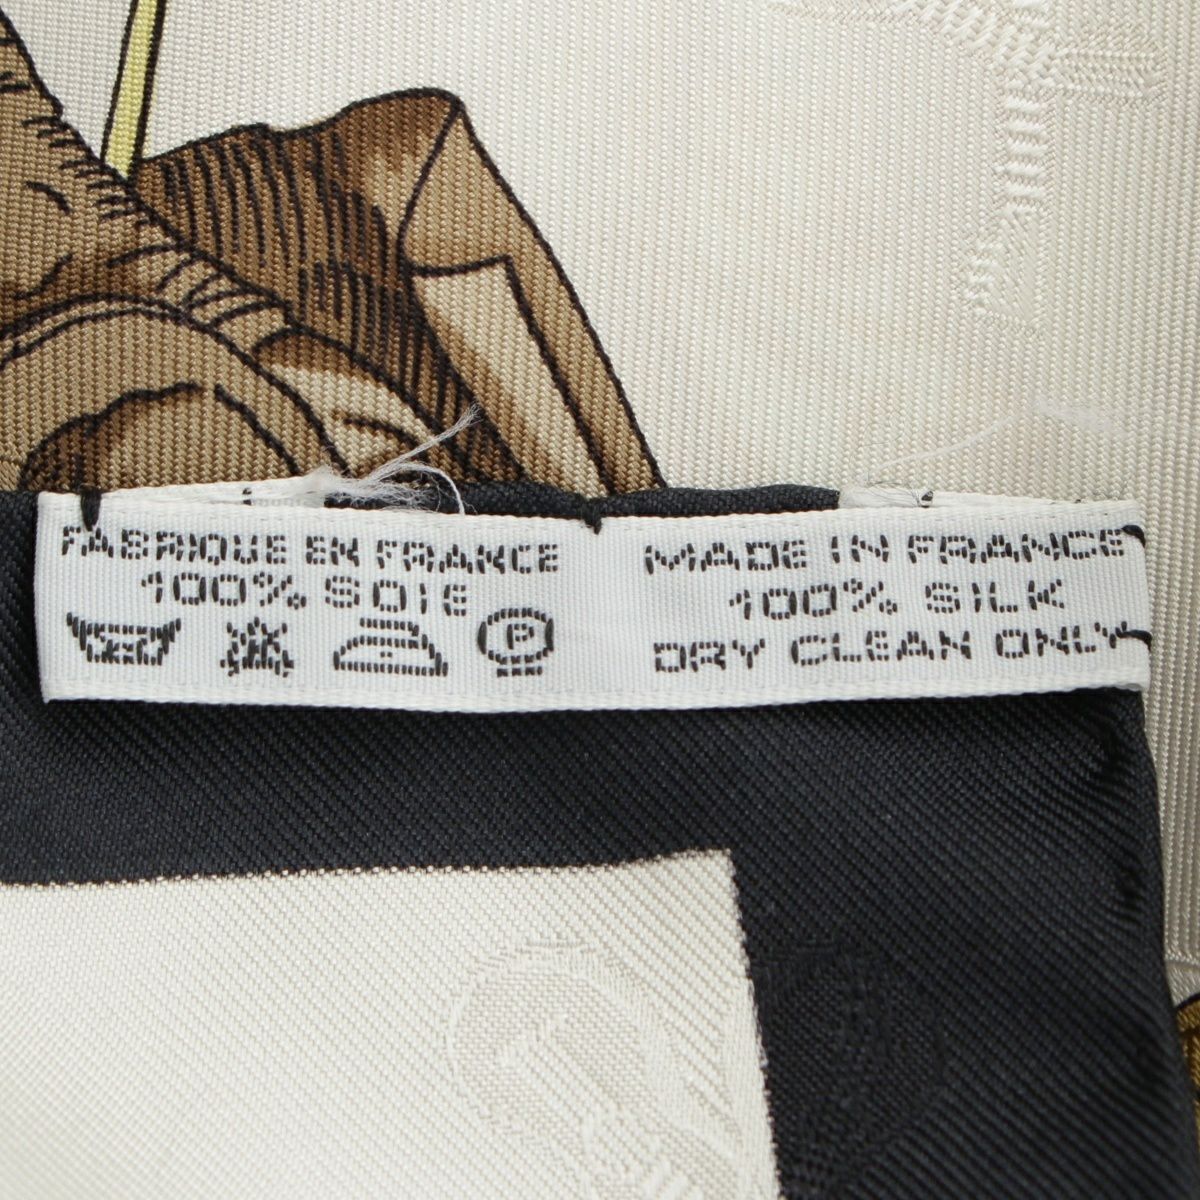 FABRIQUE EN FRANCE
100% SOIE
P
MADE IN FRANCE
100% SILK
DRY CLEAN ONLY